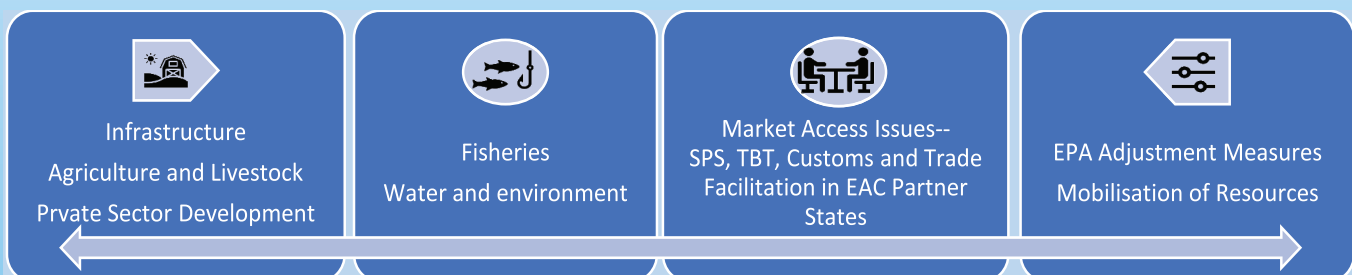 Infrastructure
Agriculture and Livestock
Prvate Sector Development
Fisheries
Water and environment
Market Access Issues--
SPS, TBT, Customs and Trade
Facilitation in EAC Partner
States
EPA Adjustment Measures
Mobilisation of Resources